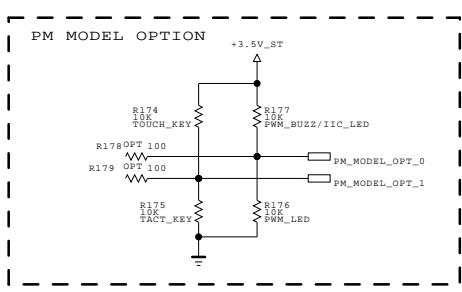 PM MODEL OPTION
+3.5V_ST
R174
10K
TOUCH_KEY
R177
10K
PWM_BUZZ/IIC_LED
R178 OPT 100
PM_MODEL_OPT_0
R179 OPT 100
PM_MODEL_OPT_1
R175
10K
TACT_KEY
R176
10K
PWM_LED